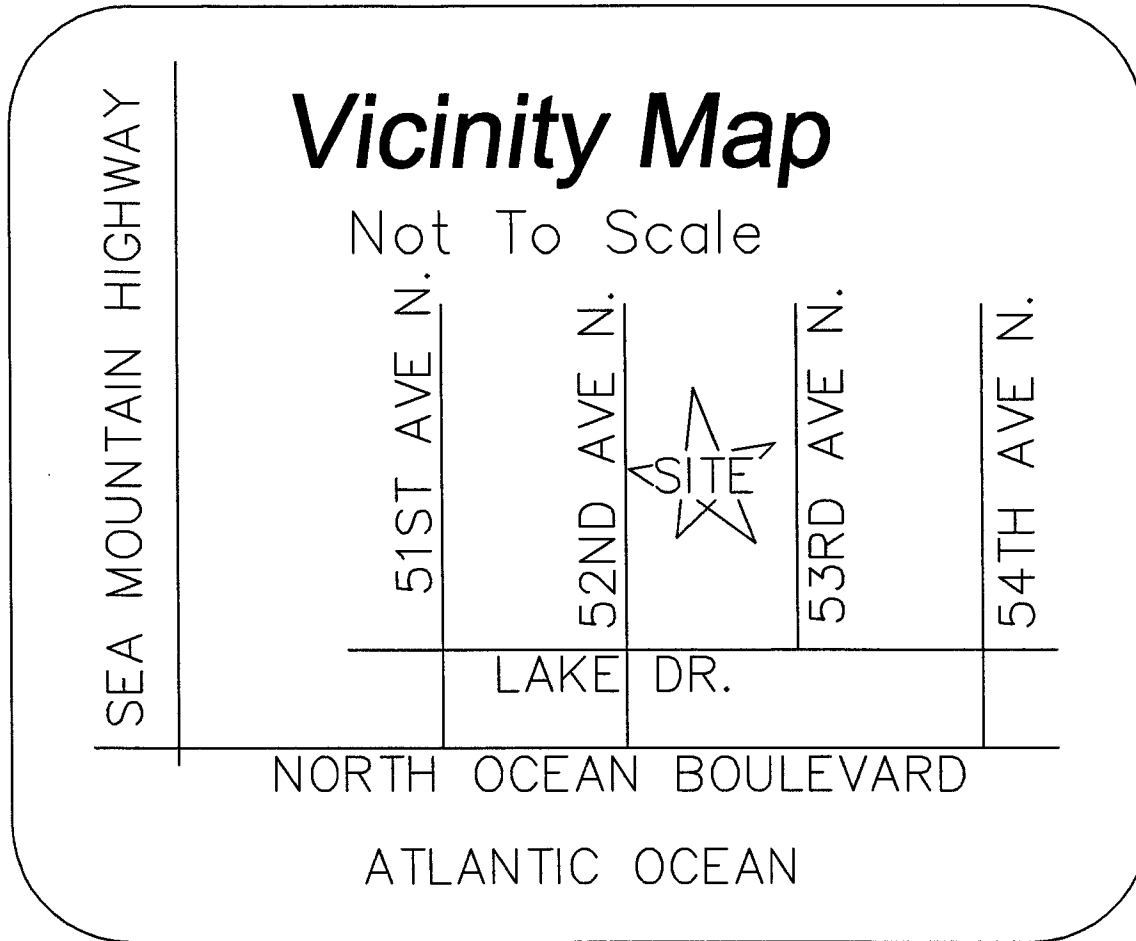 Vicinity Map
Not To Scale
SEA MOUNTAIN HIGHWAY
51ST AVE N.
52ND AVE N.
SITE
53RD AVE N.
54TH AVE N.
LAKE DR.
NORTH OCEAN BOULEVARD
ATLANTIC OCEAN